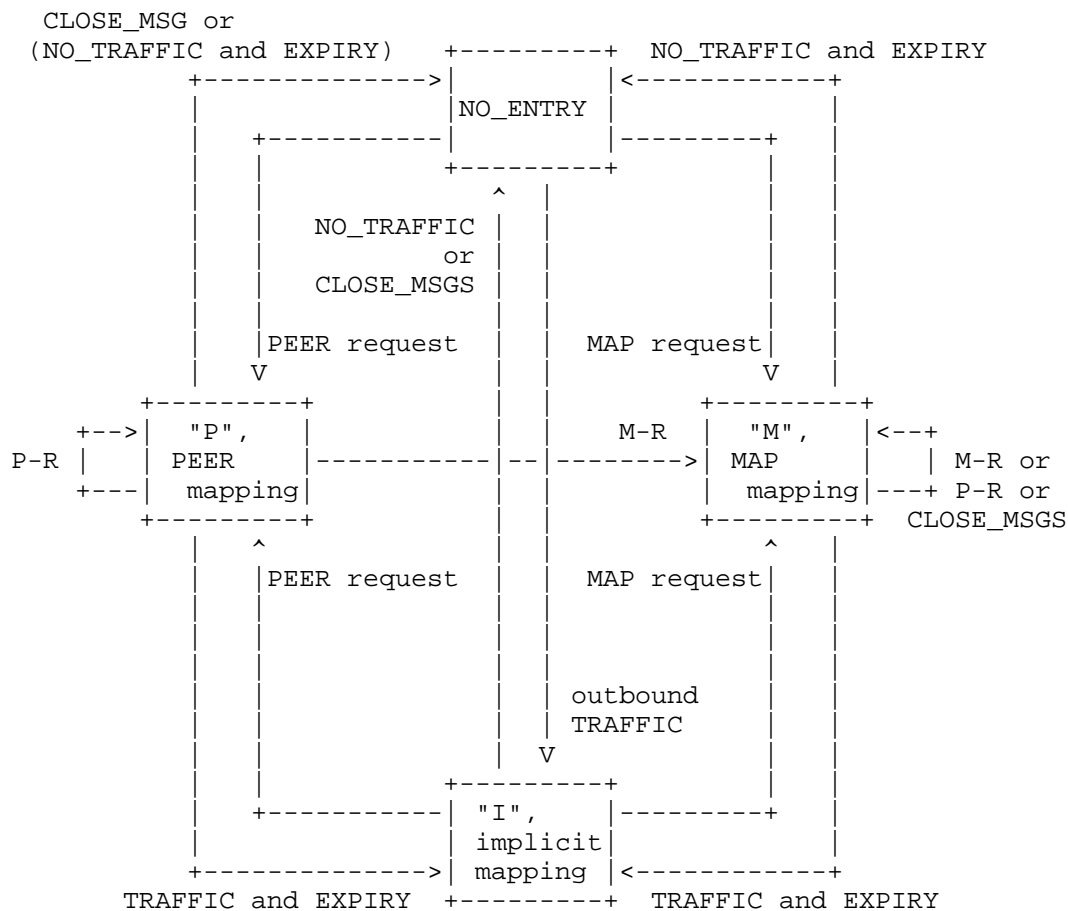 CLOSE_MSG or
(NO_TRAFFIC and EXPIRY)
NO_TRAFFIC and EXPIRY
NO_ENTRY
NO_TRAFFIC
or
CLOSE_MSGS
PEER request
MAP request
V
V
"P",
M-R
"M",
P-R
PEER
MAP
M-R or
mapping
mapping
P-R or
CLOSE_MSGS
PEER request
MAP request
outbound
TRAFFIC
V
"I",
implicit
mapping
TRAFFIC and EXPIRY
TRAFFIC and EXPIRY